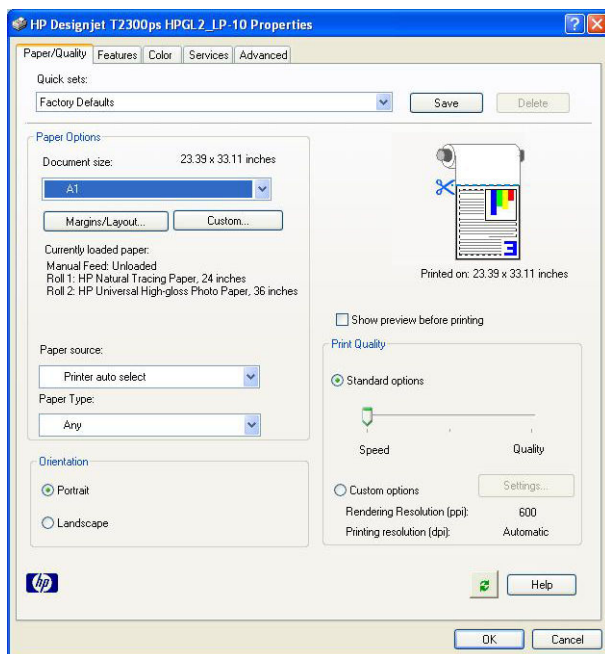 HP Designjet T2300ps HPGL2_LP-10 Properties
Paper/Quality Features Color Services Advanced
Quick sets:
Factory Defaults
Save
Delete
Paper Options
Document size: 23.39 x 33.11 inches
A1
Margins/Layout... Custom...
Currently loaded paper:
Manual Feed: Unloaded
Roll 1: HP Natural Tracing Paper, 24 inches
Roll 2: HP Universal High-gloss Photo Paper, 36 inches
Paper source:
Printer auto select
Paper Type:
Any
Orientation
Portrait
Landscape
3
Printed on: 23.39 x 33.11 inches
Show preview before printing
Print Quality
Standard options
Speed Quality
Custom options Settings...
Rendering Resolution (ppi): 600
Printing resolution (dpi): Automatic
hp
Help
OK Cancel